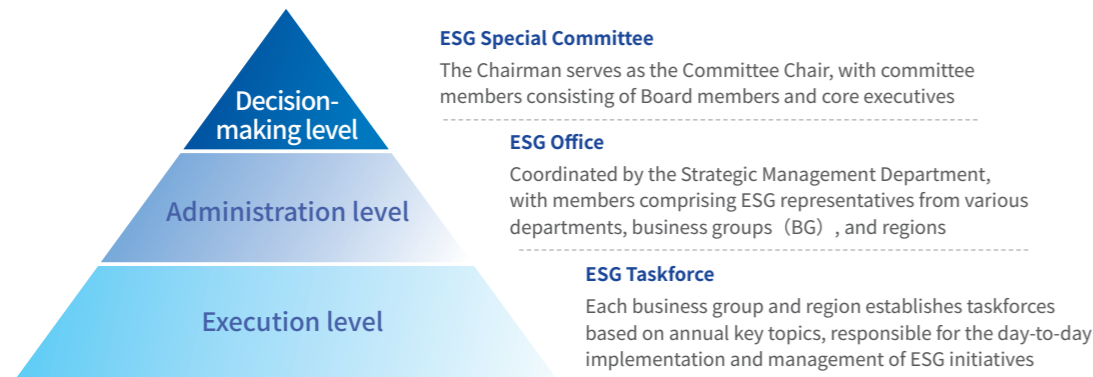 Decision-
making level
ESG Special Committee
The Chairman serves as the Committee Chair, with committee
members consisting of Board members and core executives
Administration level
ESG Office
Coordinated by the Strategic Management Department,
with members comprising ESG representatives from various
departments, business groups（BG）, and regions
Execution level
ESG Taskforce
Each business group and region establishes taskforces
based on annual key topics, responsible for the day-to-day
implementation and management of ESG initiatives